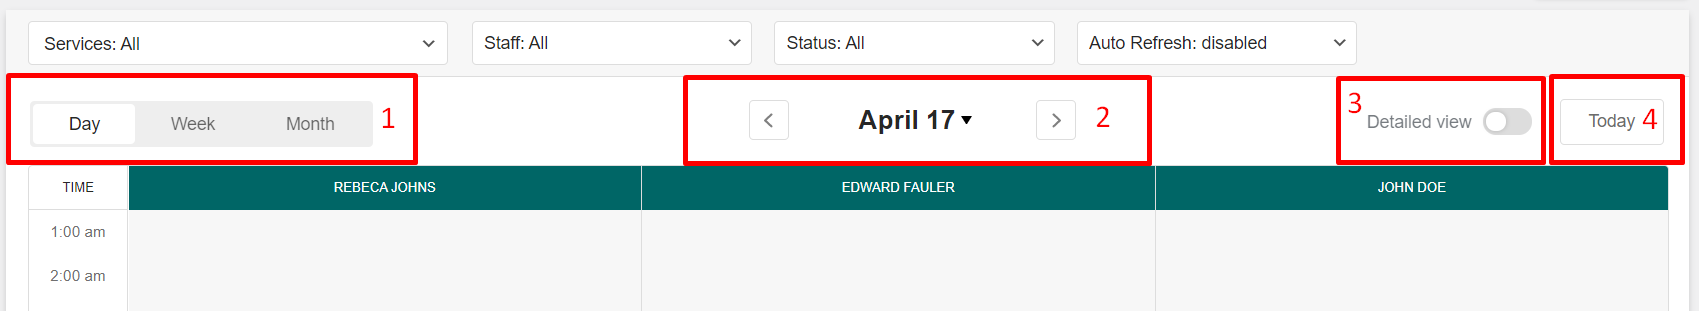 Services: All Staff: All Status: All Auto Refresh: disabled
Day Week Month 1 April 17 2 3 Detailed view Today 4
TIME REBECA JOHNS EDWARD FAULER JOHN DOE
1:00 am
2:00 am